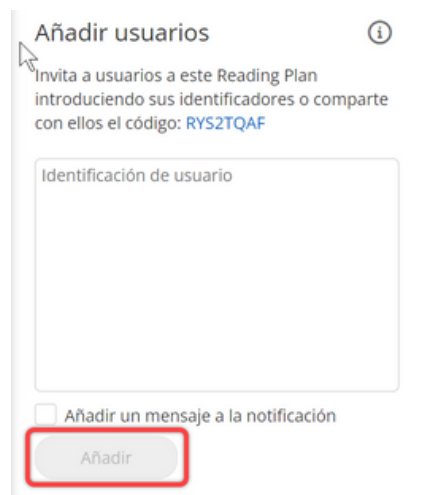 Añadir usuarios
Invita a usuarios a este Reading Plan
introduciendo sus identificadores o comparte
con ellos el código: RYS2TQAF
Identificación de usuario
Añadir un mensaje a la notificación
Añadir